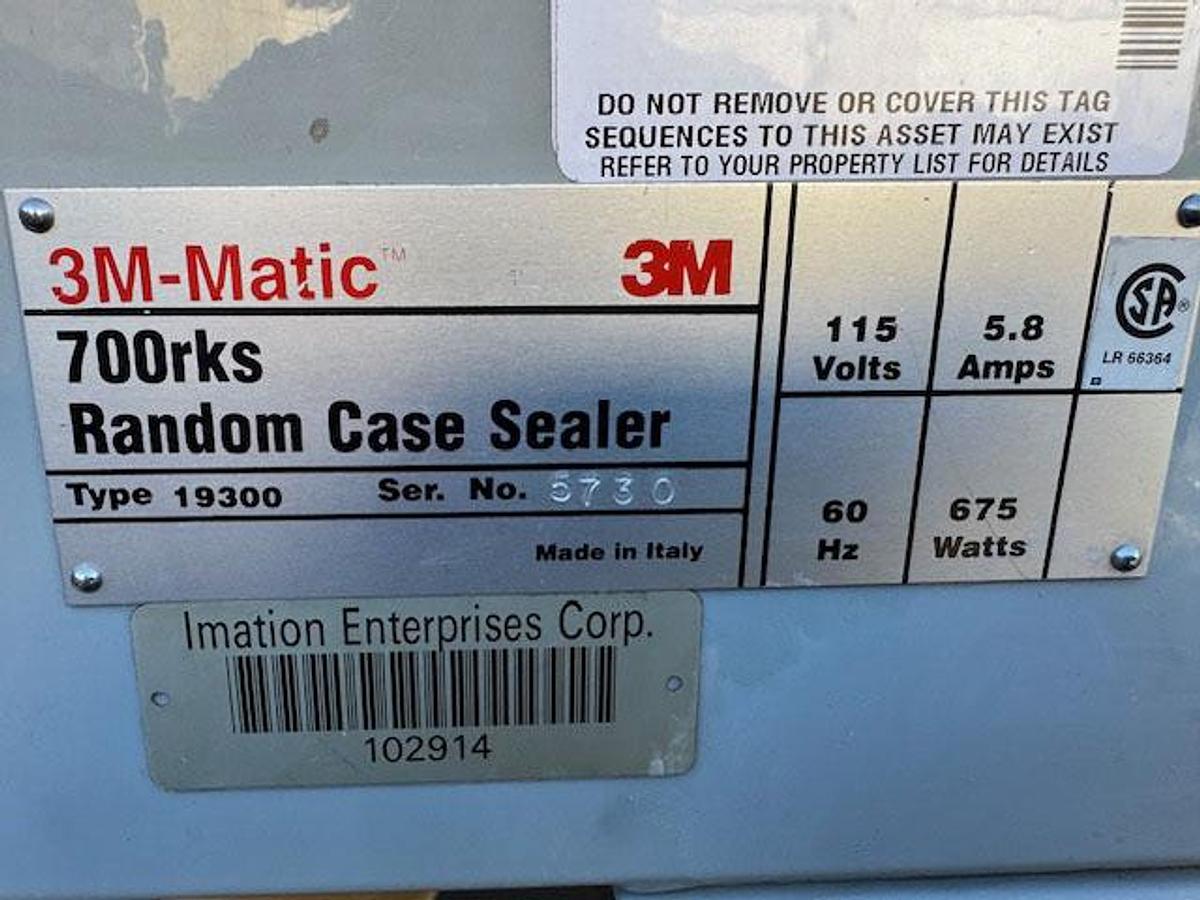 DO NOT REMOVE OR COVER THIS TAG
SEQUENCES TO THIS ASSET MAY EXIST
REFER TO YOUR PROPERTY LIST FOR DETAILS
3M-Matic™
3M
700rks
Random Case Sealer
Type 19300
Ser. No. 5730
Made in Italy
115
Volts
5.8
Amps
60
Hz
675
Watts
SA®
LR 66364
Imation Enterprises Corp.
102914